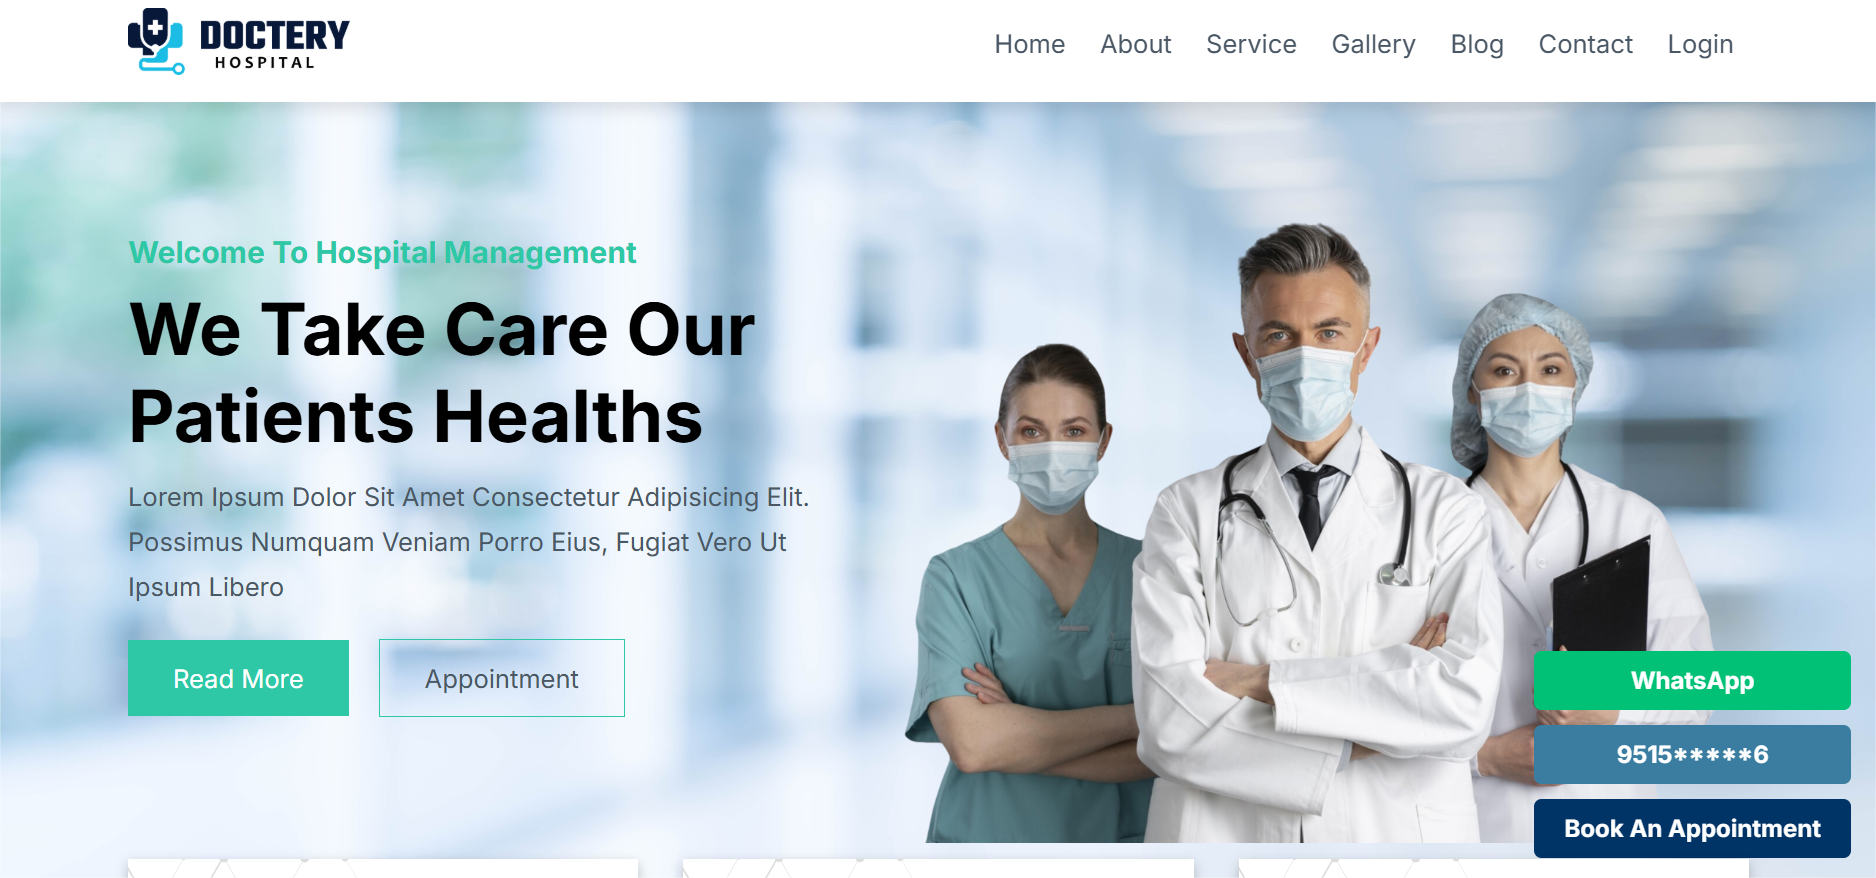 DOCTERY
HOSPITAL
Home About Service Gallery Blog Contact Login
Welcome To Hospital Management
We Take Care Our
Patients Healths
Lorem Ipsum Dolor Sit Amet Consectetur Adipisicing Elit.
Possimus Numquam Veniam Porro Eius, Fugiat Vero Ut
Ipsum Libero
Read More
Appointment
WhatsApp
9515*****6
Book An Appointment